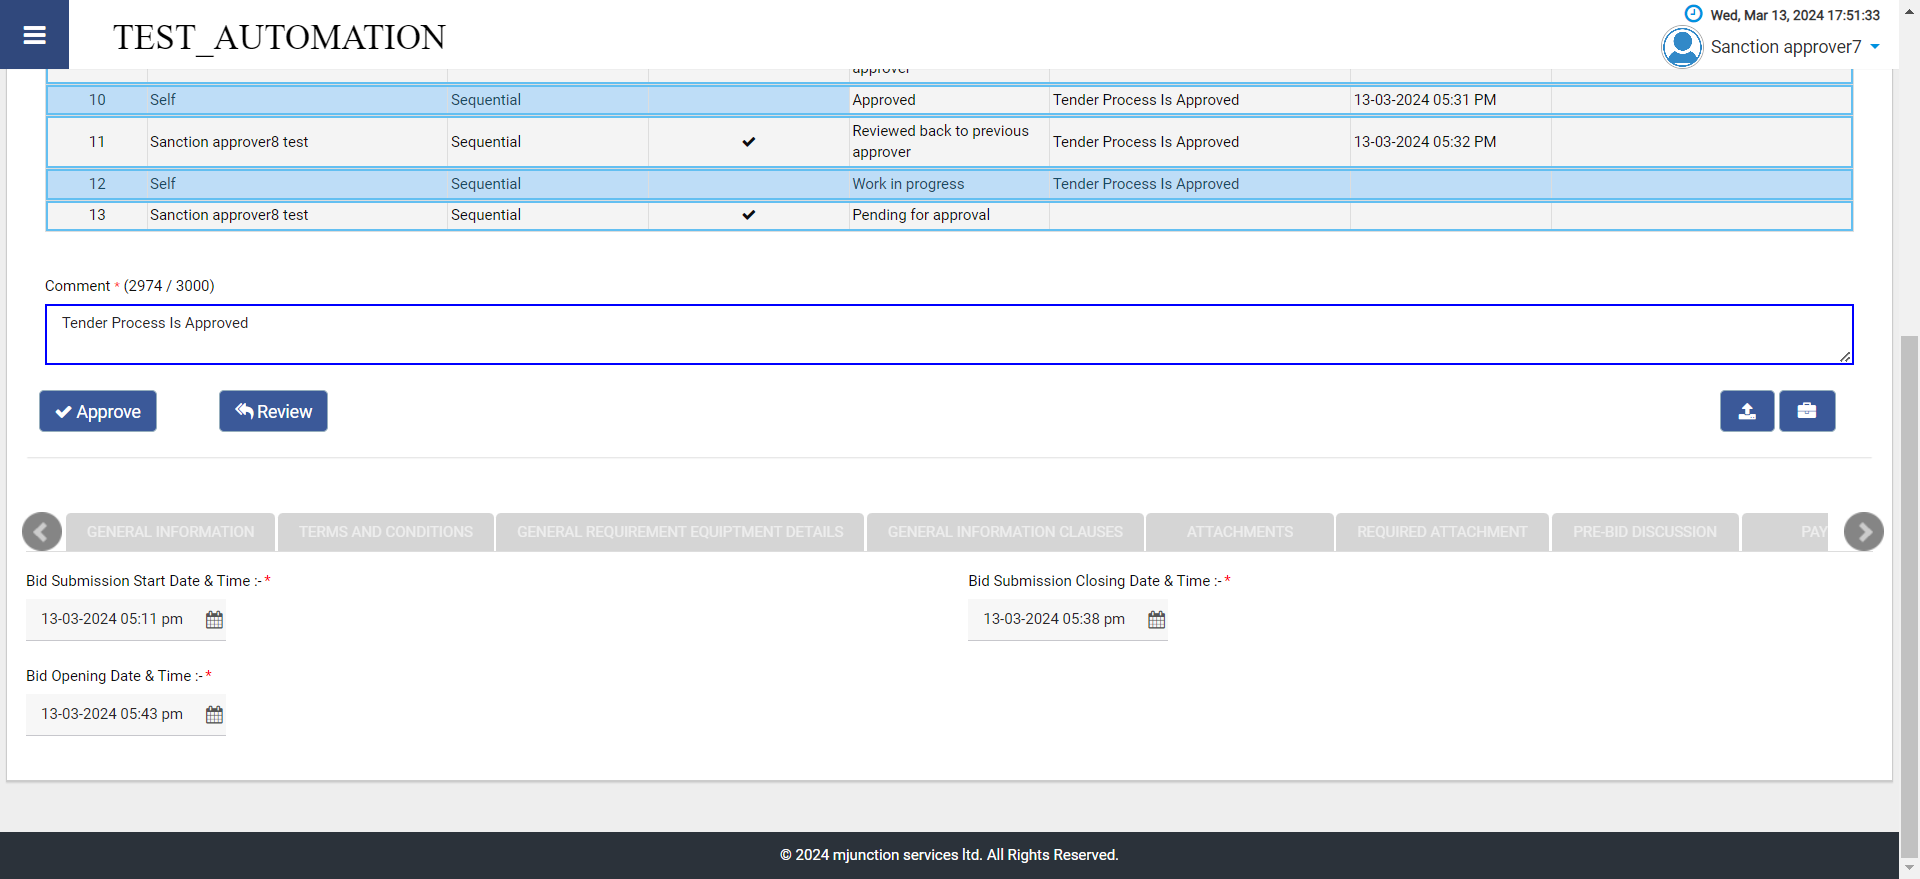 TEST_AUTOMATION
Wed, Mar 13, 2024 17:51:33
Sanction approver7
approver
10 Self Sequential Approved Tender Process Is Approved 13-03-2024 05:31 PM
11 Sanction approver8 test Sequential Reviewed back to previous approver Tender Process Is Approved 13-03-2024 05:32 PM
12 Self Sequential Work in progress Tender Process Is Approved
13 Sanction approver8 test Sequential Pending for approval
Comment * (2974 / 3000)
Tender Process Is Approved
Approve Review
GENERAL INFORMATION TERMS AND CONDITIONS GENERAL REQUIREMENT EQUIPTMENT DETAILS GENERAL INFORMATION CLAUSES ATTACHMENTS REQUIRED ATTACHMENT PRE-BID DISCUSSION PAY
Bid Submission Start Date & Time :- * Bid Submission Closing Date & Time :- *
13-03-2024 05:11 pm 13-03-2024 05:38 pm
Bid Opening Date & Time :- *
13-03-2024 05:43 pm
© 2024 mjunction services ltd. All Rights Reserved.